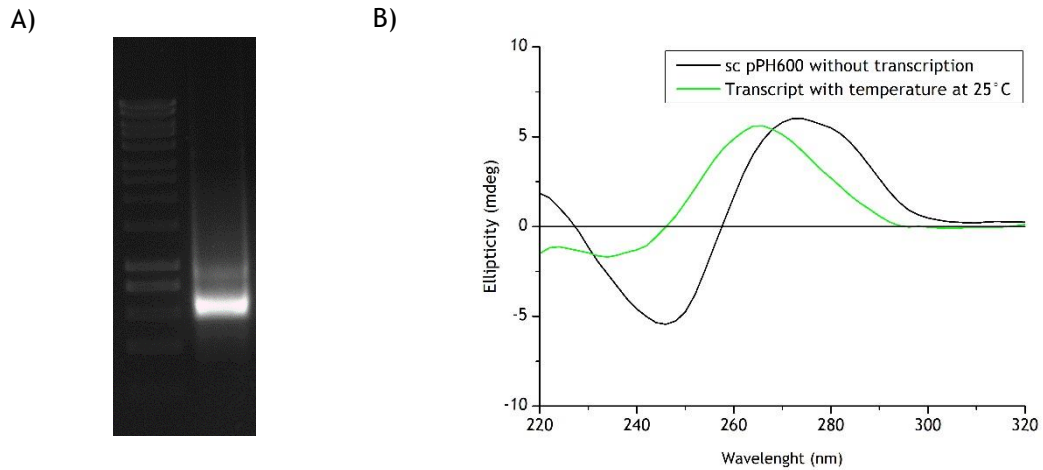 A)
B)
sc pPH600 without transcription
Transcript with temperature at 25°C
Ellipticity (mdeg)
10
5
0
-5
-10
220
240
260
280
300
320
Wavelenght (nm)